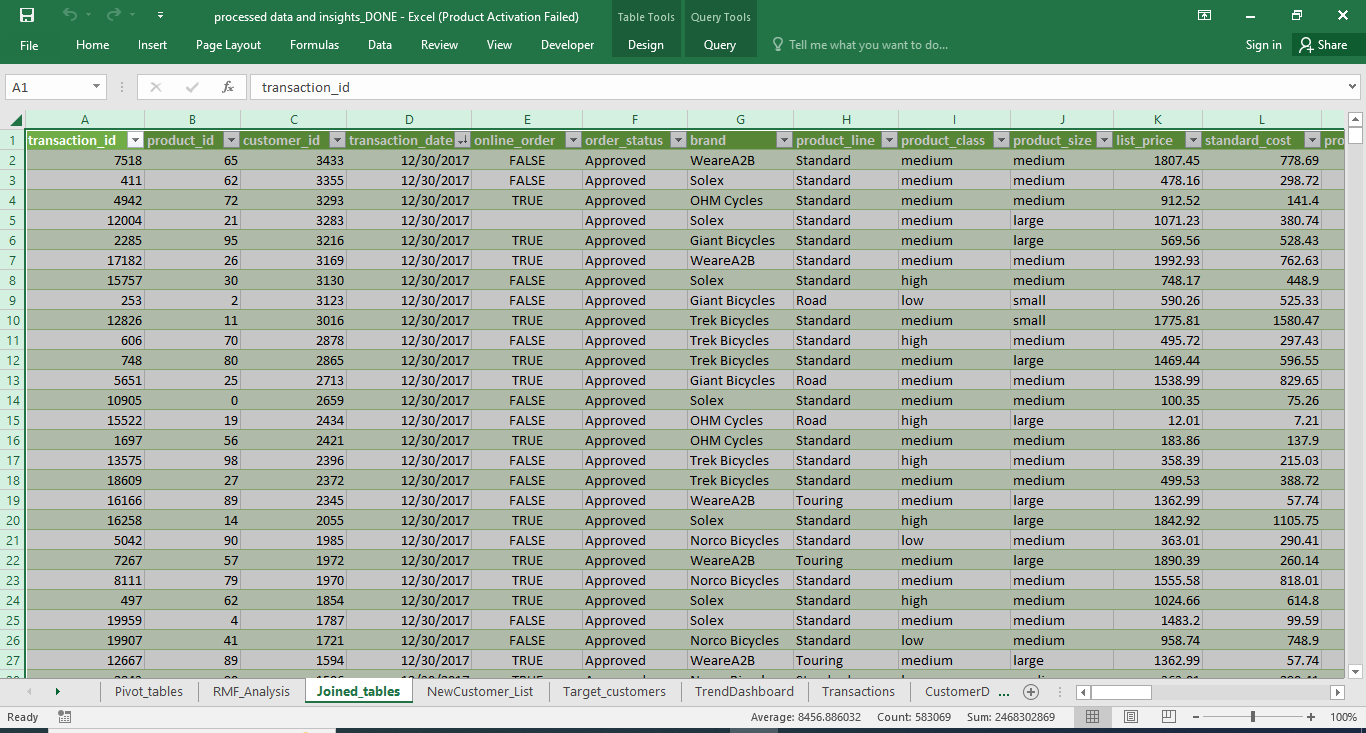 processed data and insights_DONE - Excel (Product Activation Failed) Table Tools Query Tools
File Home Insert Page Layout Formulas Data Review View Developer Design Query Tell me what you want to do... Sign in Share
A1 fx transaction_id
A B C D E F G H I J K L
1 transaction_id product_id customer_id transaction_date online_order order_status brand product_line product_class product_size list_price standard_cost pro
2 7518 65 3433 12/30/2017 FALSE Approved WeareA2B Standard medium medium 1807.45 778.69
3 411 62 3355 12/30/2017 FALSE Approved Solex Standard medium medium 478.16 298.72
4 4942 72 3293 12/30/2017 TRUE Approved OHM Cycles Standard medium medium 912.52 141.4
5 12004 21 3283 12/30/2017 Approved Solex Standard medium large 1071.23 380.74
6 2285 95 3216 12/30/2017 TRUE Approved Giant Bicycles Standard medium large 569.56 528.43
7 17182 26 3169 12/30/2017 TRUE Approved WeareA2B Standard medium medium 1992.93 762.63
8 15757 30 3130 12/30/2017 FALSE Approved Solex Standard high medium 748.17 448.9
9 253 2 3123 12/30/2017 FALSE Approved Giant Bicycles Road low small 590.26 525.33
10 12826 11 3016 12/30/2017 TRUE Approved Trek Bicycles Standard medium small 1775.81 1580.47
11 606 70 2878 12/30/2017 FALSE Approved Trek Bicycles Standard high medium 495.72 297.43
12 748 80 2865 12/30/2017 TRUE Approved Trek Bicycles Standard medium large 1469.44 596.55
13 5651 25 2713 12/30/2017 TRUE Approved Giant Bicycles Road medium medium 1538.99 829.65
14 10905 0 2659 12/30/2017 FALSE Approved Solex Standard medium medium 100.35 75.26
15 15522 19 2434 12/30/2017 FALSE Approved OHM Cycles Road high large 12.01 7.21
16 1697 56 2421 12/30/2017 TRUE Approved OHM Cycles Standard medium medium 183.86 137.9
17 13575 98 2396 12/30/2017 FALSE Approved Trek Bicycles Standard high medium 358.39 215.03
18 18609 27 2372 12/30/2017 FALSE Approved Trek Bicycles Standard medium medium 499.53 388.72
19 16166 89 2345 12/30/2017 FALSE Approved WeareA2B Touring medium large 1362.99 57.74
20 16258 14 2055 12/30/2017 TRUE Approved Solex Standard high large 1842.92 1105.75
21 5042 90 1985 12/30/2017 FALSE Approved Norco Bicycles Standard low medium 363.01 290.41
22 7267 57 1972 12/30/2017 TRUE Approved WeareA2B Touring medium large 1890.39 260.14
23 8111 79 1970 12/30/2017 TRUE Approved Norco Bicycles Standard medium medium 1555.58 818.01
24 497 62 1854 12/30/2017 TRUE Approved Solex Standard high medium 1024.66 614.8
25 19959 4 1787 12/30/2017 FALSE Approved Solex Standard medium medium 1483.2 99.59
26 19907 41 1721 12/30/2017 FALSE Approved Norco Bicycles Standard low medium 958.74 748.9
27 12667 89 1594 12/30/2017 TRUE Approved WeareA2B Touring medium large 1362.99 57.74
Pivot_tables RMF_Analysis Joined_tables NewCustomer_List Target_customers TrendDashboard Transactions CustomerD ...
Ready Average: 8456.886032 Count: 583069 Sum: 2468302869 100%